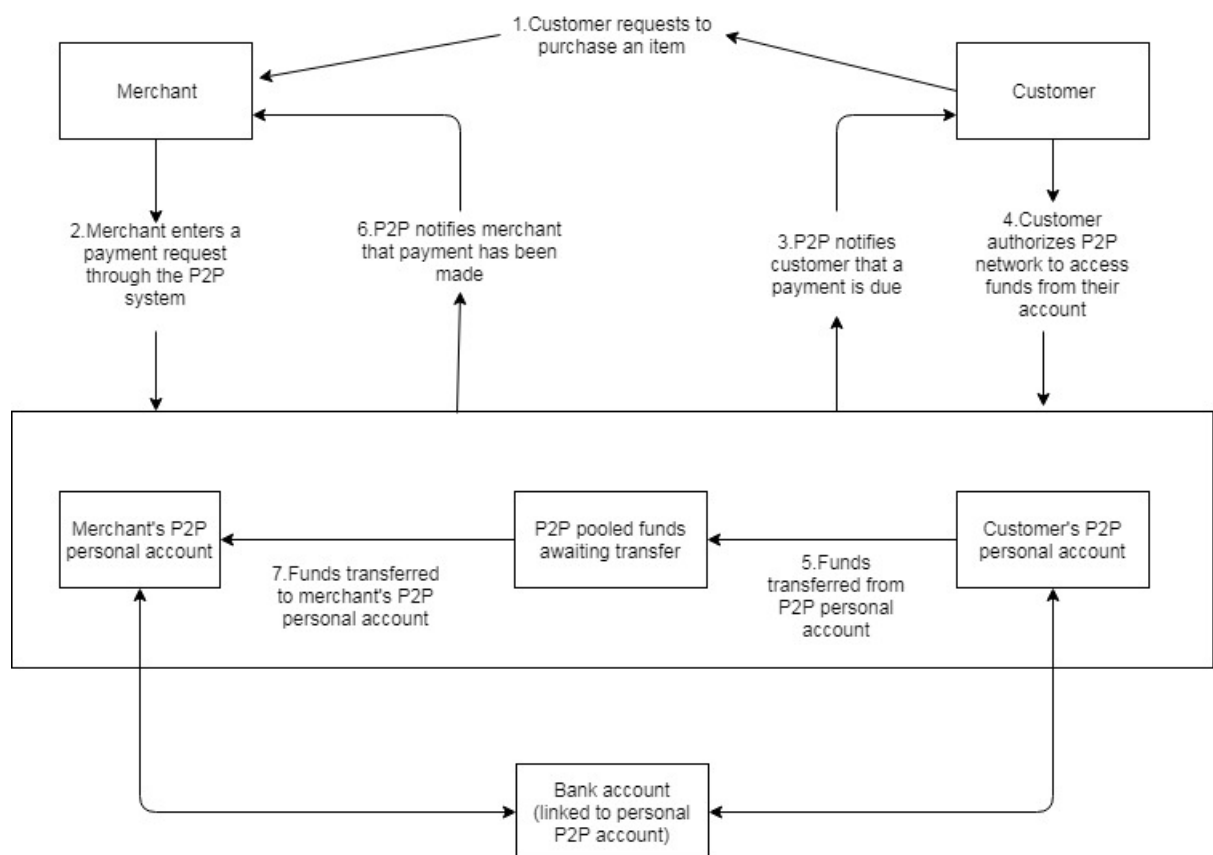 1.Customer requests to
purchase an item
Merchant
Customer
2.Merchant enters a
payment request
through the P2P
system
6.P2P notifies merchant
that payment has been
made
3.P2P notifies
customer that a
payment is due
4.Customer
authorizes P2P
network to access
funds from their
account
Merchant's P2P
personal account
P2P pooled funds
awaiting transfer
Customer's P2P
personal account
7.Funds transferred
to merchant's P2P
personal account
5.Funds
transferred from
P2P personal
account
Bank account
(linked to personal
P2P account)